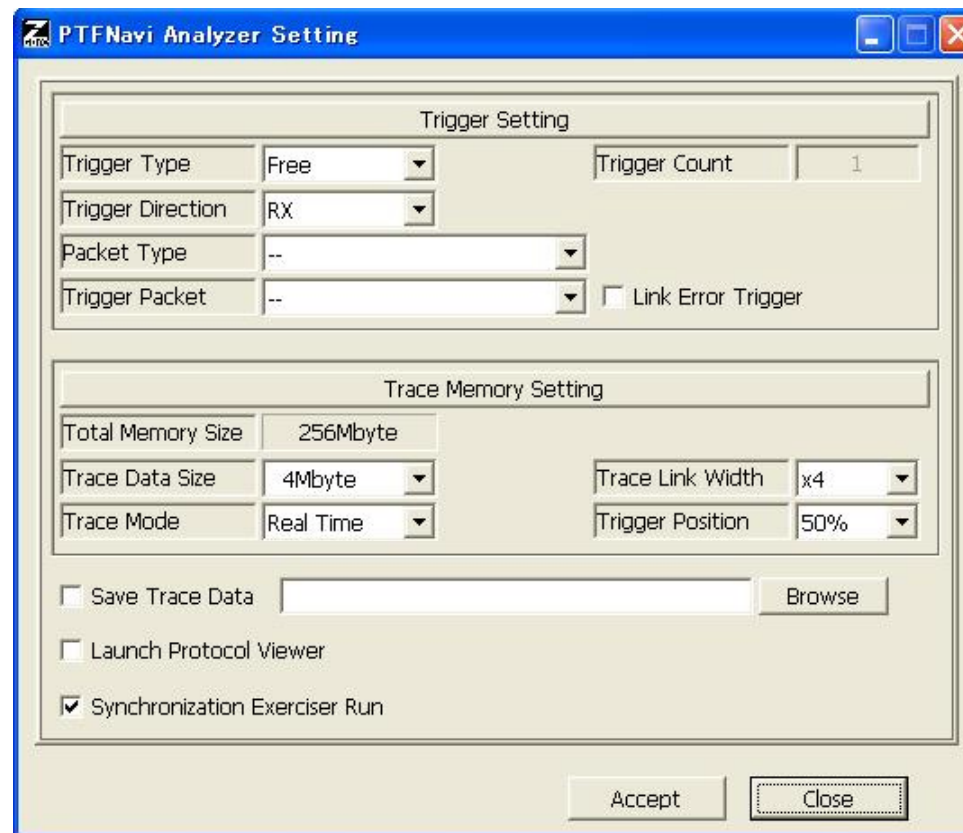 PTFNavi Analyzer Setting
Trigger Setting
Trigger Type Free Trigger Count 1
Trigger Direction RX
Packet Type --
Trigger Packet -- Link Error Trigger
Trace Memory Setting
Total Memory Size 256Mbyte
Trace Data Size 4Mbyte Trace Link Width x4
Trace Mode Real Time Trigger Position 50%
Save Trace Data Browse
Launch Protocol Viewer
Synchronization Exerciser Run
Accept Close